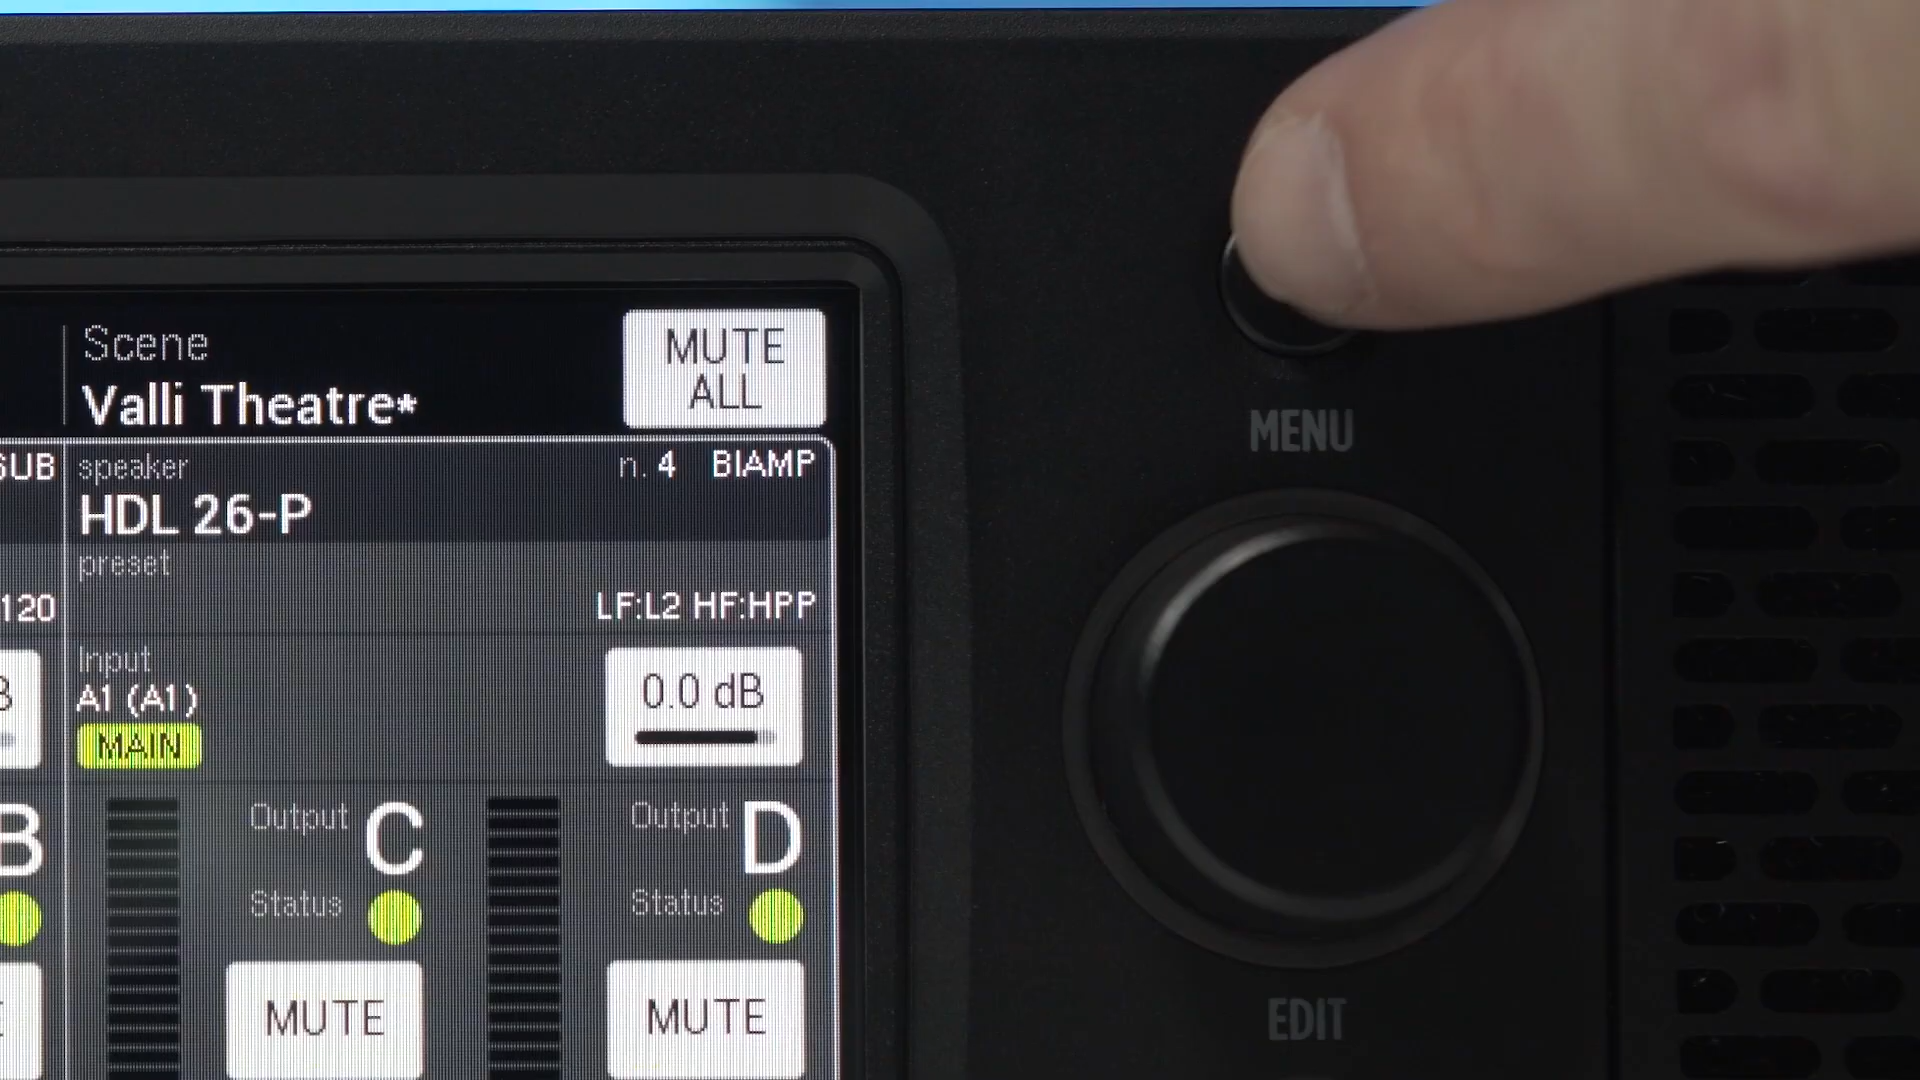 Scene
Valli Theatre*
MUTE
ALL
MENU
SUB
speaker
n. 4 BIAMP
HDL 26-P
preset
120
LF:L2 HF:HPP
Input
A1 (A1)
MAIN
B
0.0 dB
B
Output C
Output D
Status
Status
MUTE
MUTE
EDIT